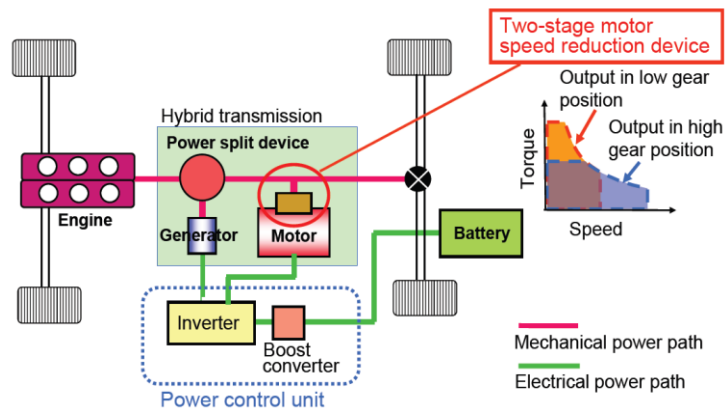 Two-stage motor
speed reduction device
Output in low gear
position
Output in high
gear position
Torque
Speed
Hybrid transmission
Power split device
Engine
Generator
Motor
Battery
Inverter
Boost
converter
Power control unit
Mechanical power path
Electrical power path